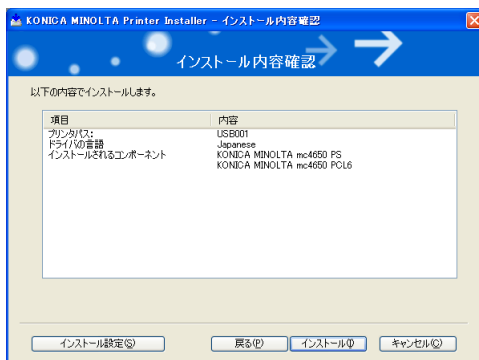 KONICA MINOLTA Printer Installer - インストール内容確認
インストール内容確認
以下の内容でインストールします。
項目 内容
プリンタパス: USB001
ドライバの言語 Japanese
インストールされるコンポーネント KONICA MINOLTA mc4650 PS
KONICA MINOLTA mc4650 PCL6
インストール設定(S) 戻る(P) インストール(I) キャンセル(C)